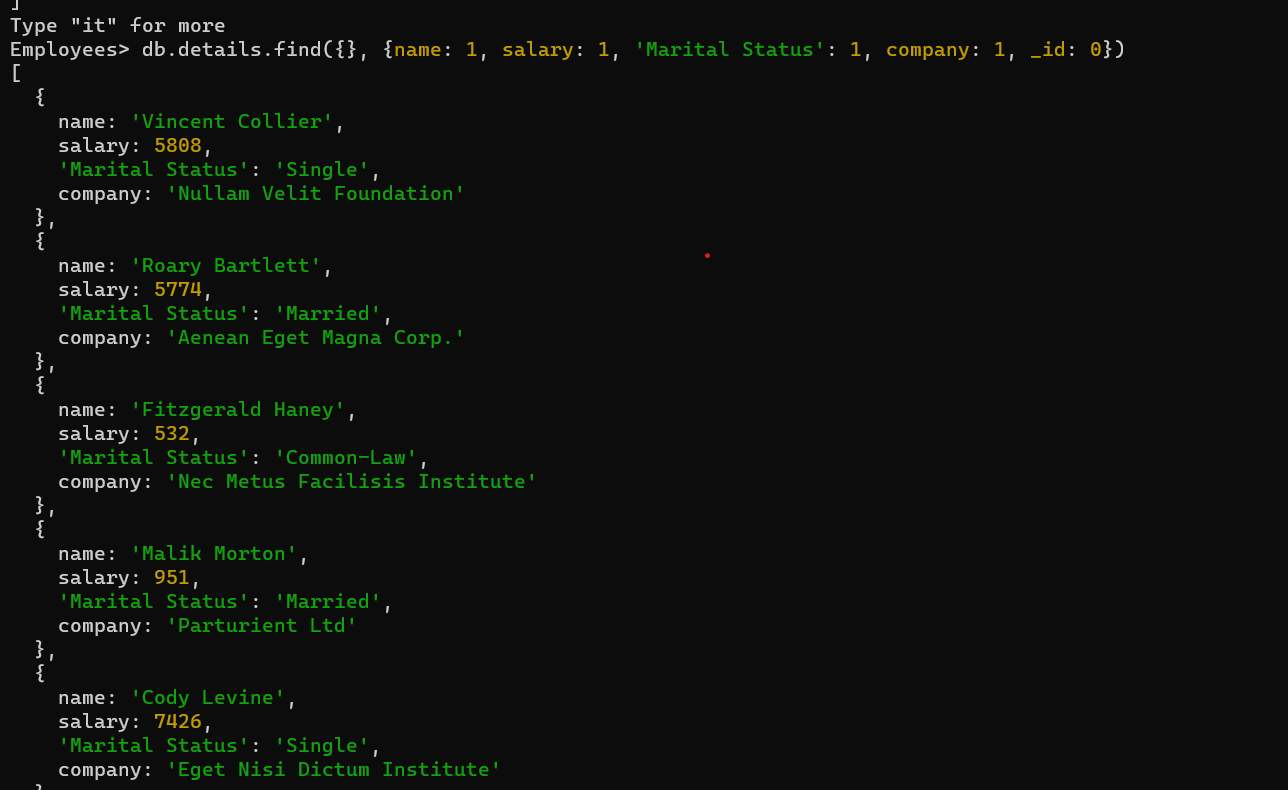 ]
Type "it" for more
Employees> db.details.find({}, {name: 1, salary: 1, 'Marital Status': 1, company: 1, _id: 0})
[
  {
    name: 'Vincent Collier',
    salary: 5808,
    'Marital Status': 'Single',
    company: 'Nullam Velit Foundation'
  },
  {
    name: 'Roary Bartlett',
    salary: 5774,
    'Marital Status': 'Married',
    company: 'Aenean Eget Magna Corp.'
  },
  {
    name: 'Fitzgerald Haney',
    salary: 532,
    'Marital Status': 'Common-Law',
    company: 'Nec Metus Facilisis Institute'
  },
  {
    name: 'Malik Morton',
    salary: 951,
    'Marital Status': 'Married',
    company: 'Parturient Ltd'
  },
  {
    name: 'Cody Levine',
    salary: 7426,
    'Marital Status': 'Single',
    company: 'Eget Nisi Dictum Institute'
  }